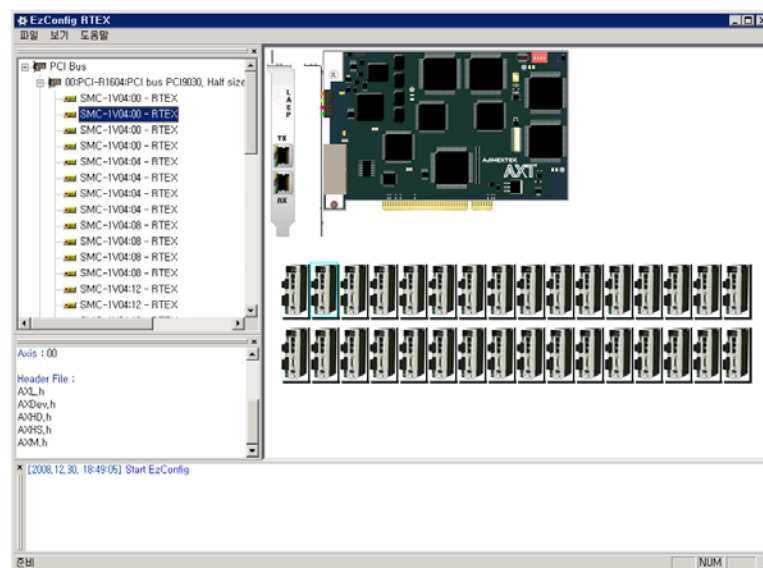 EzConfig RTEX
파일 보기 도움말
PCI Bus
00:PCI-R1604:PCI bus PCI9030, Half size
SMC-1V04:00 - RTEX
SMC-1V04:00 - RTEX
SMC-1V04:00 - RTEX
SMC-1V04:00 - RTEX
SMC-1V04:04 - RTEX
SMC-1V04:04 - RTEX
SMC-1V04:04 - RTEX
SMC-1V04:04 - RTEX
SMC-1V04:08 - RTEX
SMC-1V04:08 - RTEX
SMC-1V04:08 - RTEX
SMC-1V04:08 - RTEX
SMC-1V04:12 - RTEX
SMC-1V04:12 - RTEX
LAEP
TX
RX
AJINEXTEK
AXT
Axis : 00
Header File :
AXL.h
AXDev.h
AXHD.h
AXHS.h
AXM.h
[2008.12.30. 18:49:05] Start EzConfig
준비
NUM